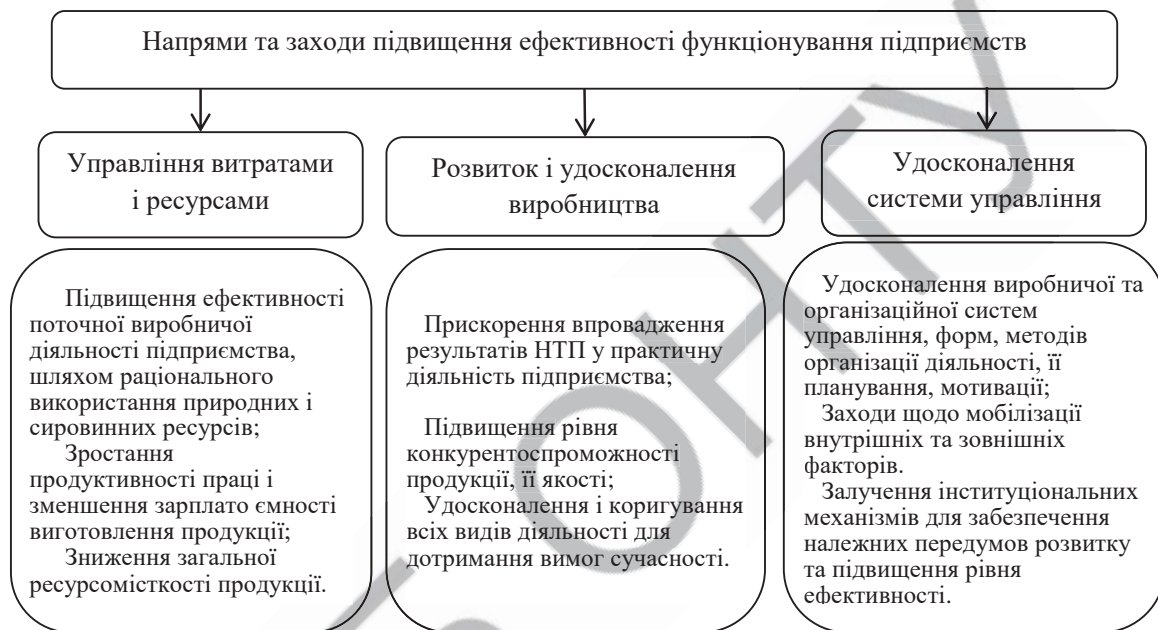 Напрями та заходи підвищення ефективності функціонування підприємств
Управління витратами
і ресурсами
Розвиток і удосконалення
виробництва
Удосконалення
системи управління
Підвищення ефективності
поточної виробничої
діяльності підприємства,
шляхом раціонального
використання природних і
сировинних ресурсів;
Зростання
продуктивності праці і
зменшення зарплато ємності
виготовлення продукції;
Зниження загальної
ресурсомісткості продукції.
Прискорення впровадження
результатів НТП у практичну
діяльність підприємства;
Підвищення рівня
конкурентоспроможності
продукції, її якості;
Удосконалення і коригування
всіх видів діяльності для
дотримання вимог сучасності.
Удосконалення виробничої та
організаційної систем
управління, форм, методів
організації діяльності, її
планування, мотивації;
Заходи щодо мобілізації
внутрішніх та зовнішніх
факторів.
Залучення інституціональних
механізмів для забезпечення
належних передумов розвитку
та підвищення рівня
ефективності.
ОНТУ